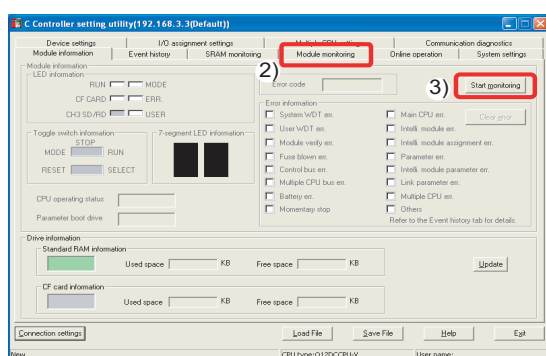 C Controller setting utility(192.168.3.3(Default))
Device settings I/O assignment settings Multiple CPU setting Communication diagnostics
Module information Event history SRAM monitoring Module monitoring Online operation System settings
2)
3)
Module information
LED information
RUN MODE
CF CARD ERR.
CH3 SD/RD USER
Error code
Start monitoring
Error information
System WDT err.
User WDT err.
Module verify err.
Fuse blown err.
Control bus err.
Multiple CPU bus err.
Battery err.
Momentary stop
Main CPU err.
Intelli. module err.
Intelli. module assignment err.
Parameter err.
Intelli. module parameter err.
Link parameter err.
Multiple CPU err.
Others
Clear error
Refer to the Event history tab for details.
Toggle switch information
STOP
MODE RUN
RESET SELECT
7-segment LED information
CPU operating status
Parameter boot drive
Drive information
Standard RAM information
Used space KB Free space KB
Update
CF card information
Used space KB Free space KB
Connection settings Load File Save File Help Exit
New CPU type:Q12DCCPU-V User name: